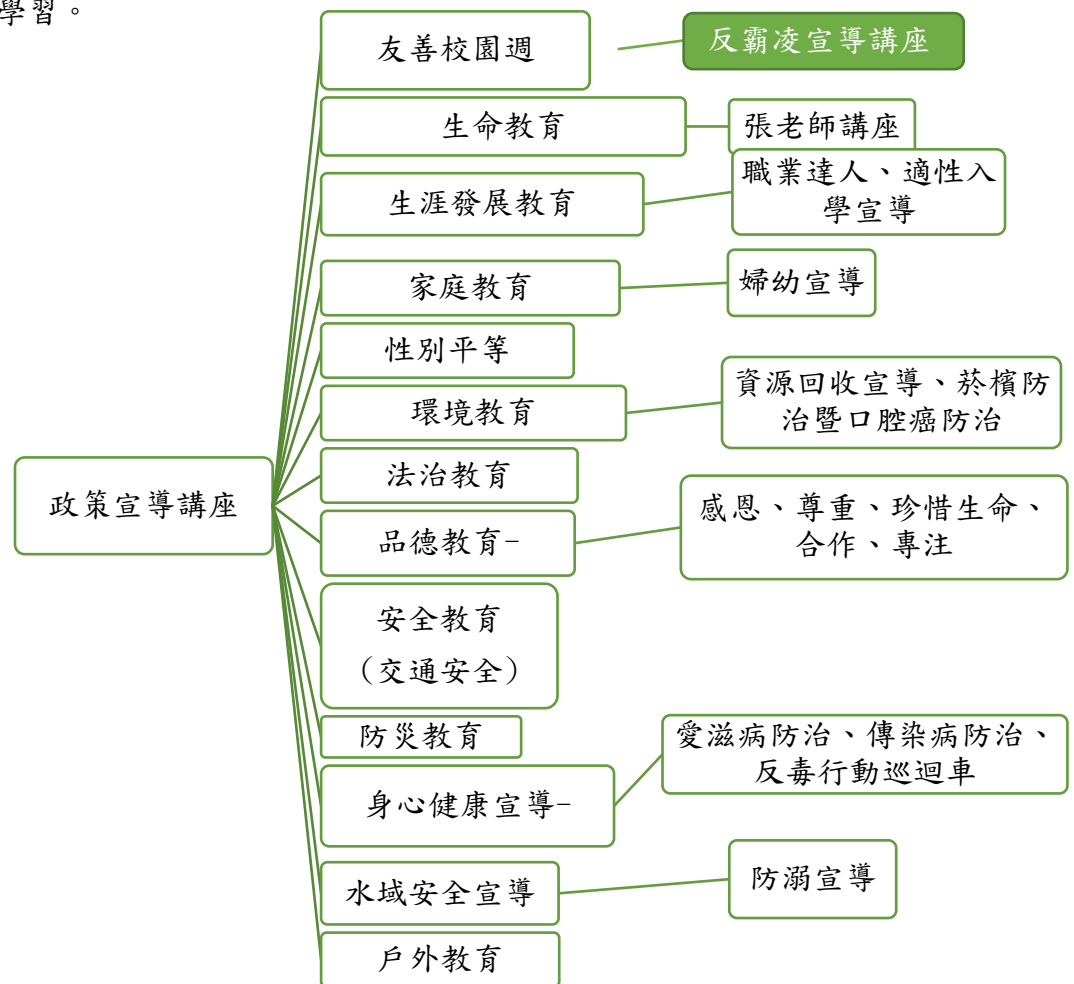 學習。
友善校園週
反霸凌宣導講座
生命教育
張老師講座
生涯發展教育
職業達人、適性入
學宣導
家庭教育
婦幼宣導
性別平等
環境教育
資源回收宣導、菸檳防
治暨口腔癌防治
法治教育
政策宣導講座
品德教育-
感恩、尊重、珍惜生命、
合作、專注
安全教育
(交通安全)
防災教育
身心健康宣導-
愛滋病防治、傳染病防治、
反毒行動巡迴車
水域安全宣導
防溺宣導
戶外教育